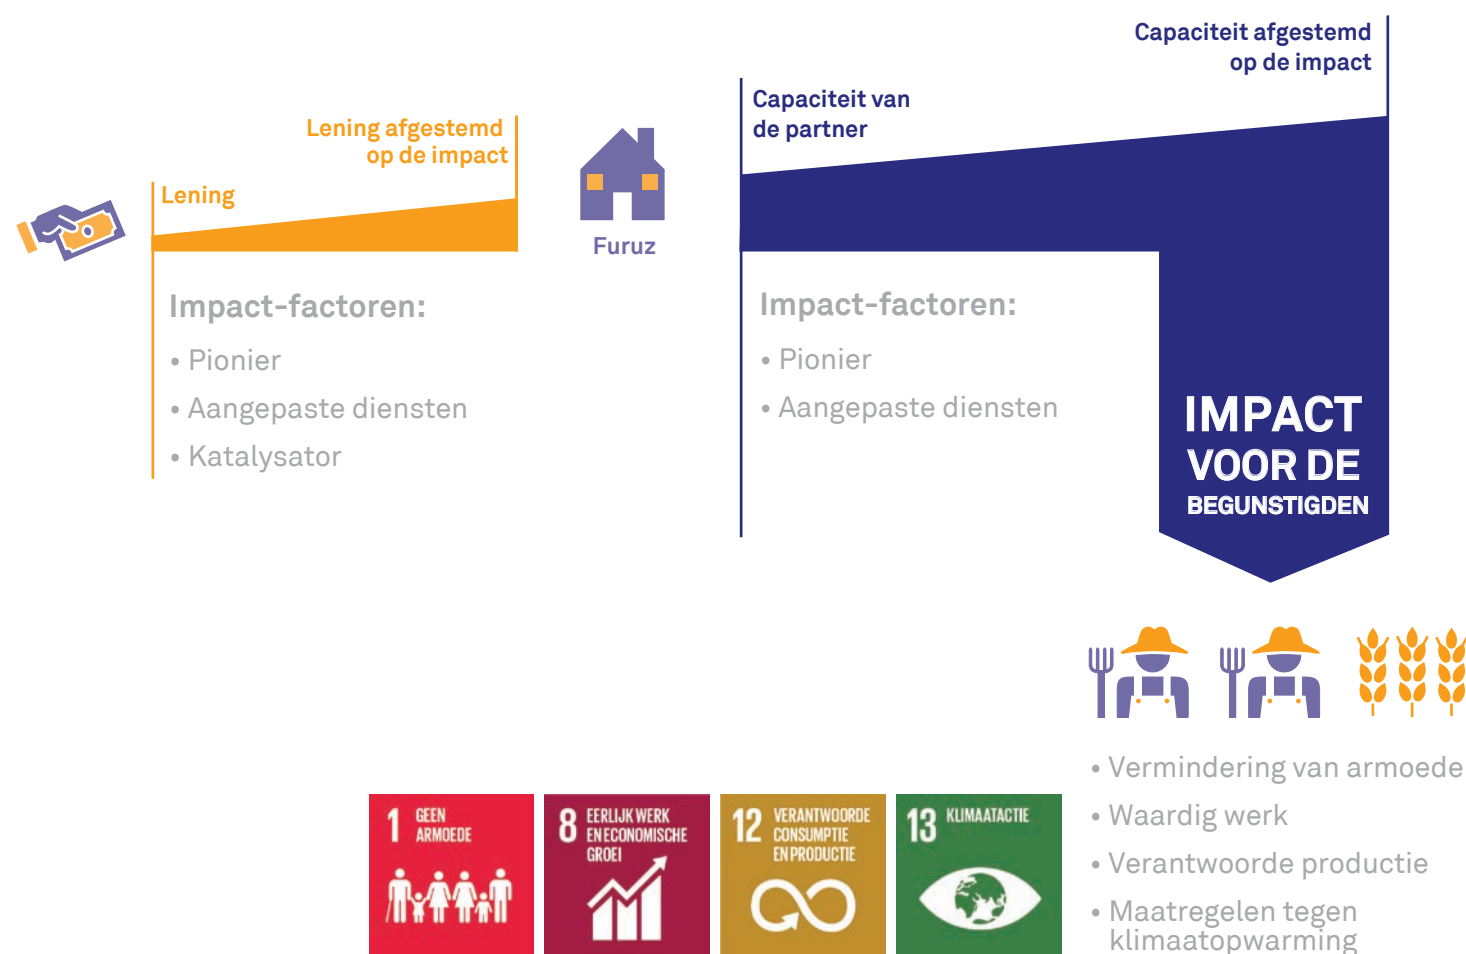 Lening
Lening afgestemd
op de impact
Impact-factoren:
• Pionier
• Aangepaste diensten
• Katalysator
Furuz
Capaciteit van
de partner
Capaciteit afgestemd
op de impact
Impact-factoren:
• Pionier
• Aangepaste diensten
IMPACT
VOOR DE
BEGUNSTIGDEN
• Vermindering van armoede
• Waardig werk
• Verantwoorde productie
• Maatregelen tegen
klimaatopwarming
1 GEEN
ARMOEDE
8 EERLIJK WERK
EN ECONOMISCHE
GROEI
12 VERANTWOORDE
CONSUMPTIE
EN PRODUCTIE
13 KLIMAATACTIE